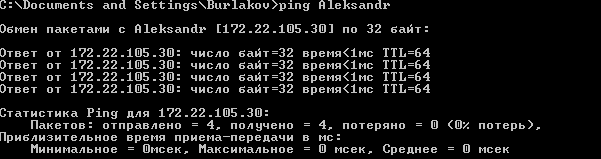 C:\Documents and Settings\Burlakov>ping Aleksandr
Обмен пакетами с Aleksandr [172.22.105.30] по 32 байт:
Ответ от 172.22.105.30: число байт=32 время<1мс TTL=64
Ответ от 172.22.105.30: число байт=32 время<1мс TTL=64
Ответ от 172.22.105.30: число байт=32 время<1мс TTL=64
Ответ от 172.22.105.30: число байт=32 время<1мс TTL=64
Статистика Ping для 172.22.105.30:
Пакетов: отправлено = 4, получено = 4, потеряно = 0 (0% потерь),
Приблизительное время приема-передачи в мс:
Минимальное = 0мсек, Максимальное = 0 мсек, Среднее = 0 мсек